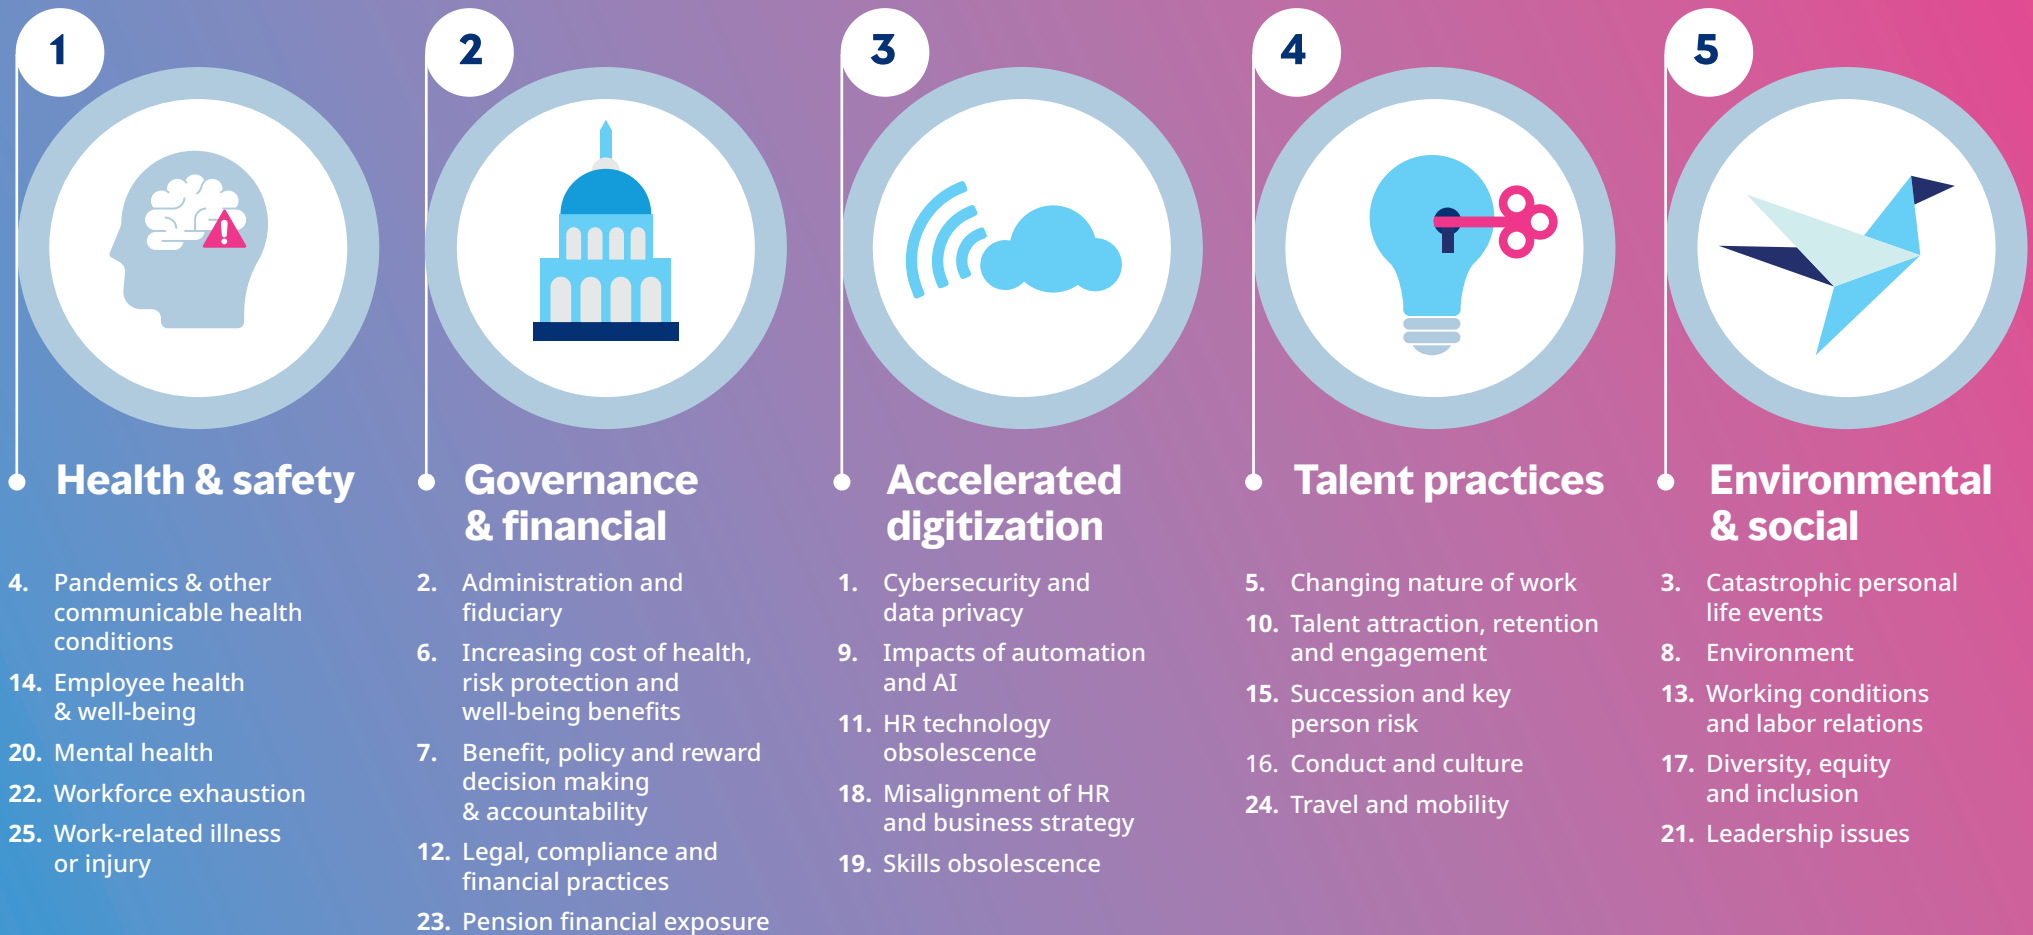 1
Health & safety
4. Pandemics & other
communicable health
conditions
14. Employee health
& well-being
20. Mental health
22. Workforce exhaustion
25. Work-related illness
or injury
2
Governance
& financial
2. Administration and
fiduciary
6. Increasing cost of health,
risk protection and
well-being benefits
7. Benefit, policy and reward
decision making
& accountability
12. Legal, compliance and
financial practices
23. Pension financial exposure
3
Accelerated
digitization
1. Cybersecurity and
data privacy
9. Impacts of automation
and AI
11. HR technology
obsolescence
18. Misalignment of HR
and business strategy
19. Skills obsolescence
4
Talent practices
5. Changing nature of work
10. Talent attraction, retention
and engagement
15. Succession and key
person risk
16. Conduct and culture
24. Travel and mobility
5
Environmental
& social
3. Catastrophic personal
life events
8. Environment
13. Working conditions
and labor relations
17. Diversity, equity
and inclusion
21. Leadership issues